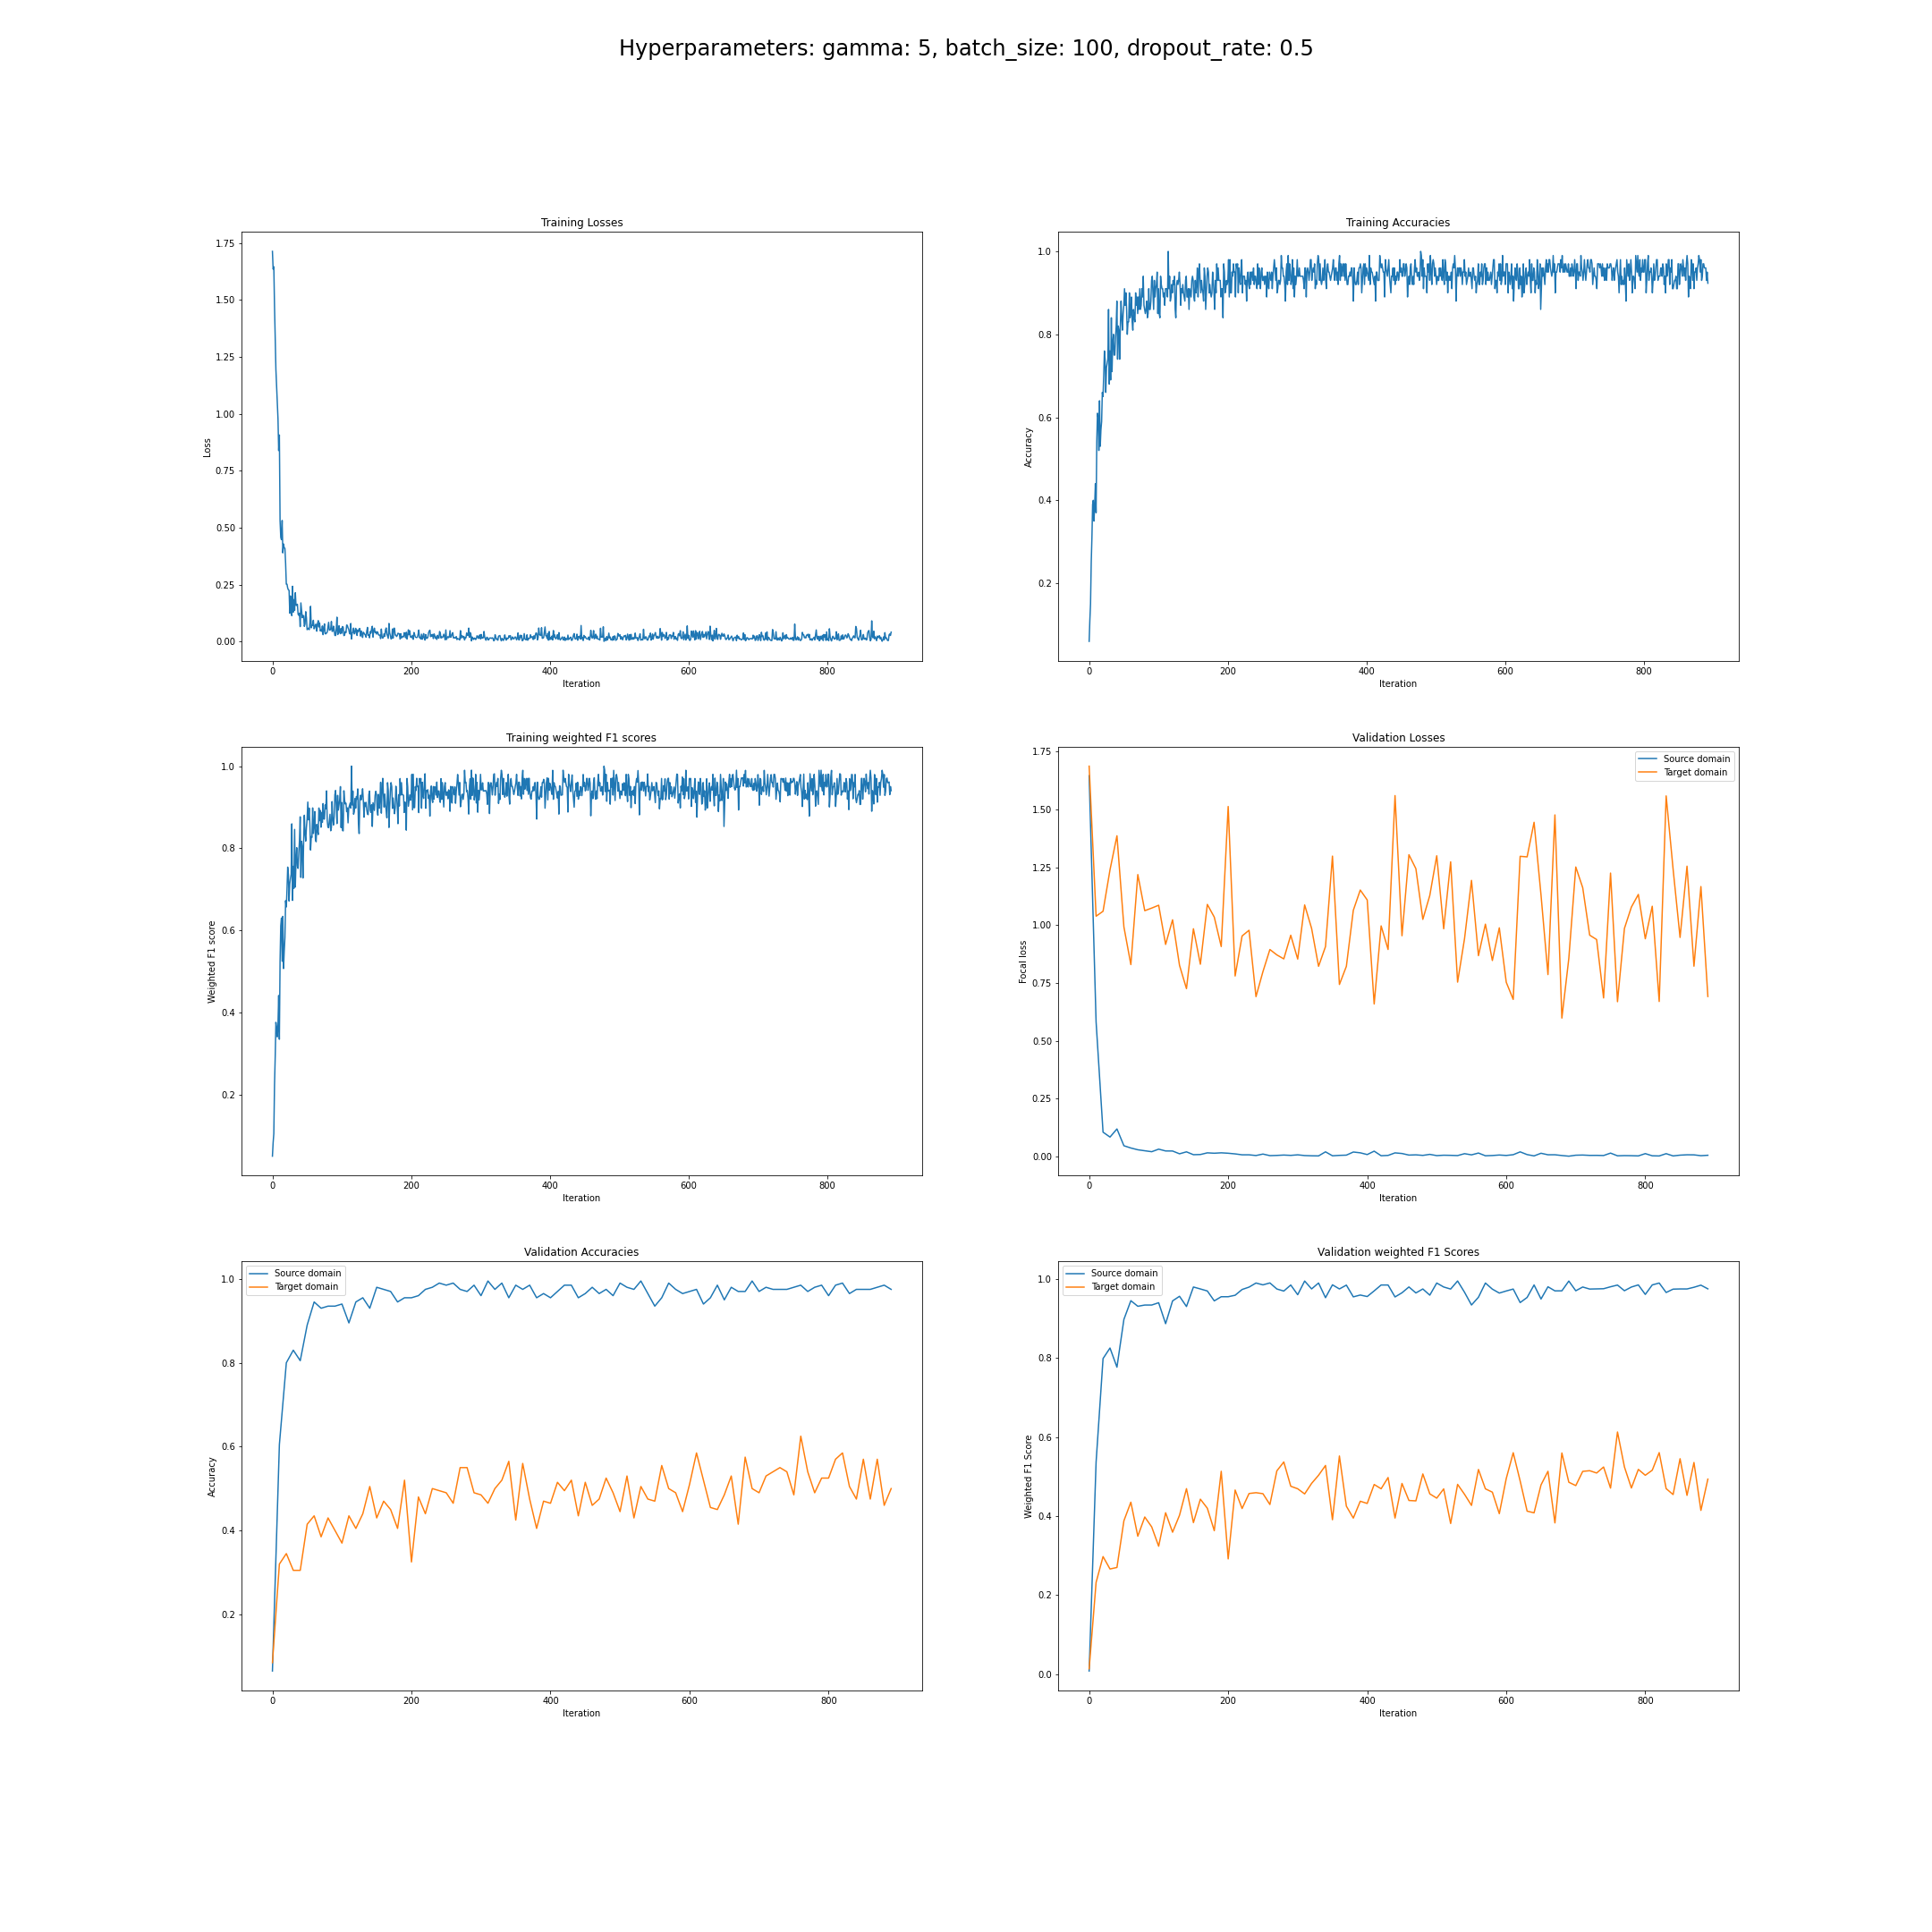 Hyperparameters: gamma: 5, batch_size: 100, dropout_rate: 0.5
Training Losses
1.75
1.50
1.25
1.00
0.75
0.50
0.25
0.00
Loss
0
200
400
600
800
Iteration
Training Accuracies
1.0
0.8
0.6
0.4
0.2
Accuracy
0
200
400
600
800
Iteration
Training weighted F1 scores
1.0
0.8
0.6
0.4
0.2
Weighted F1 score
0
200
400
600
800
Iteration
Validation Losses
Source domain
Target domain
1.75
1.50
1.25
1.00
0.75
0.50
0.25
0.00
Focal loss
0
200
400
600
800
Iteration
Validation Accuracies
Source domain
Target domain
1.0
0.8
0.6
0.4
0.2
Accuracy
0
200
400
600
800
Iteration
Validation weighted F1 Scores
Source domain
Target domain
1.0
0.8
0.6
0.4
0.2
0.0
Weighted F1 Score
0
200
400
600
800
Iteration